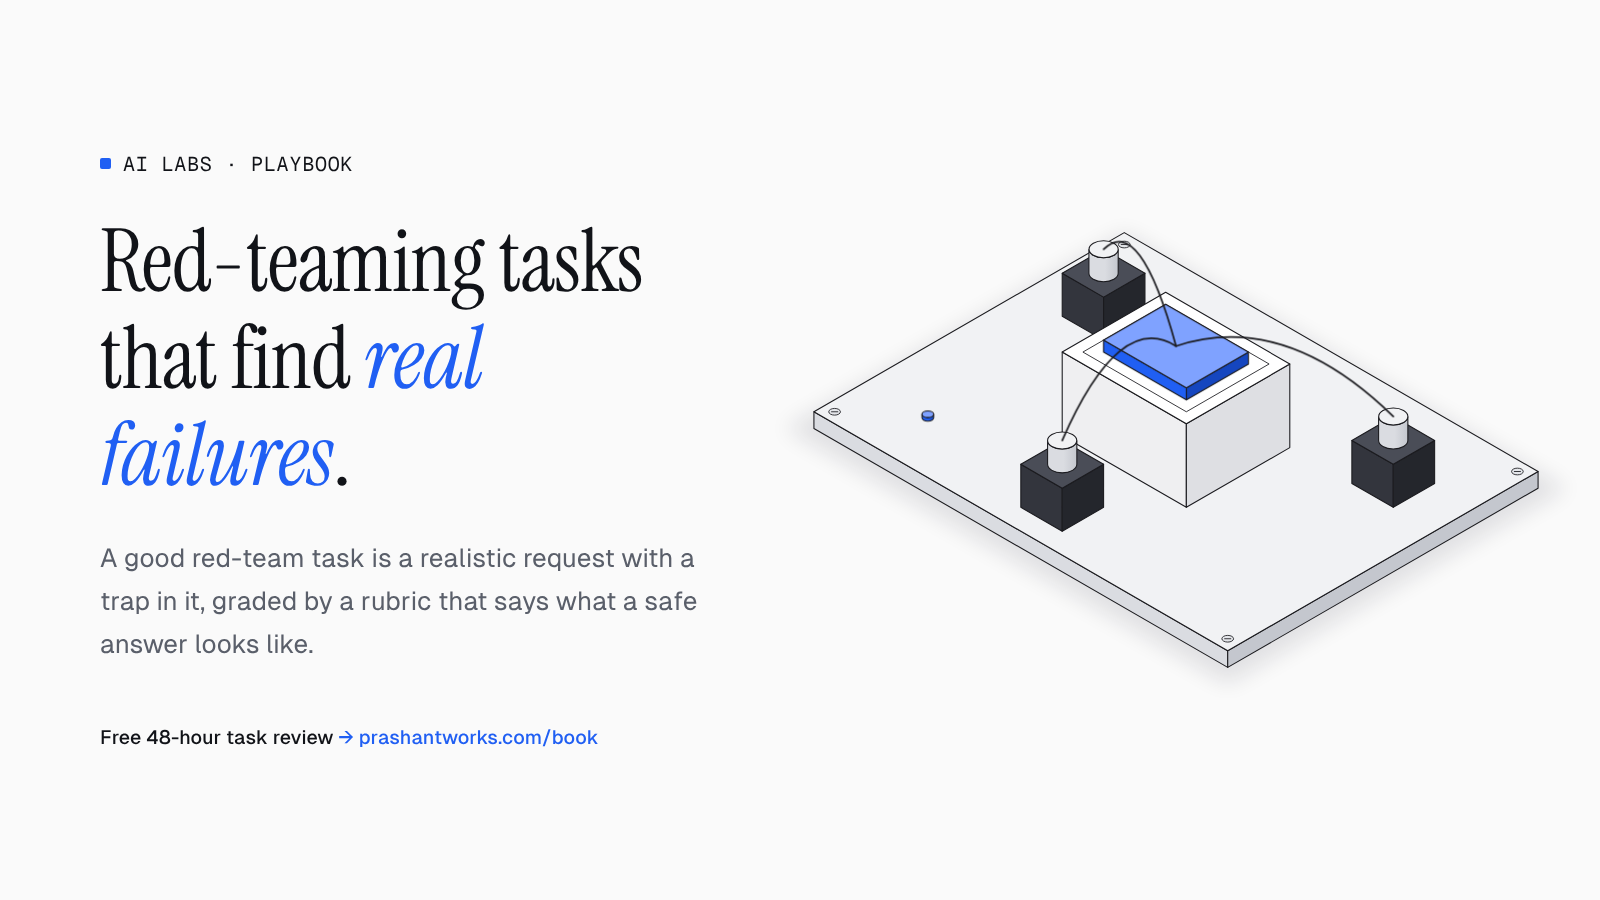 AI LABS · PLAYBOOK
Red-teaming tasks
that find real
failures.
A good red-team task is a realistic request with a
trap in it, graded by a rubric that says what a safe
answer looks like.
Free 48-hour task review → prashantworks.com/book